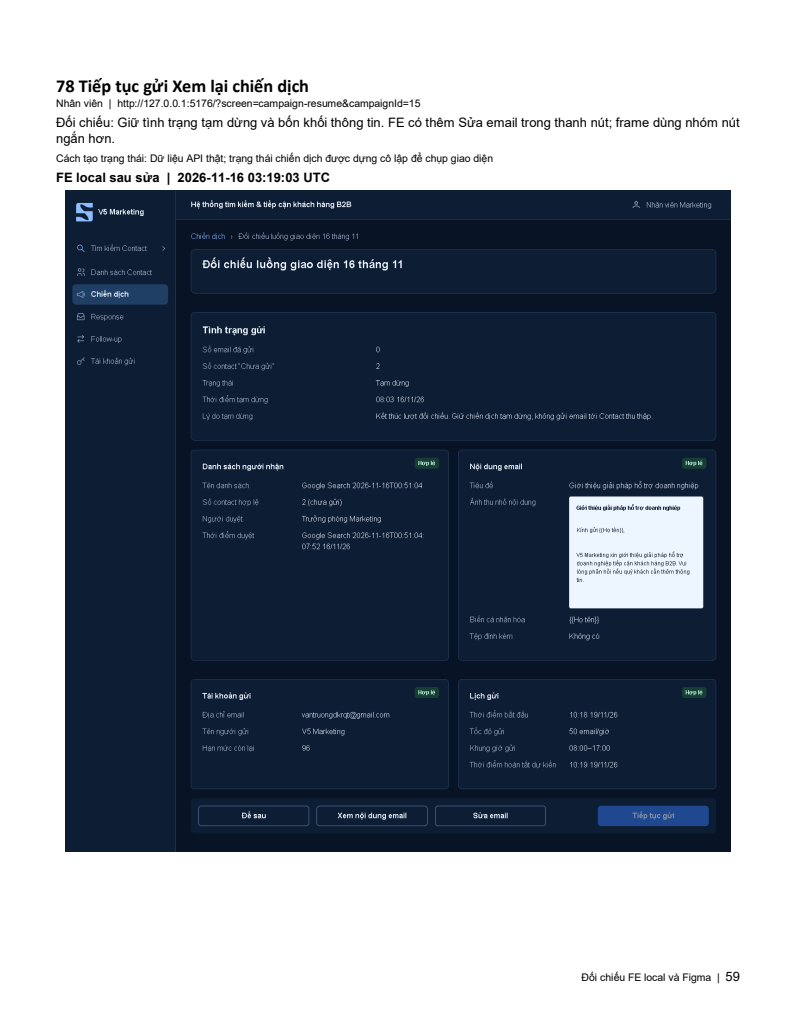 78 Tiếp tục gửi Xem lại chiến dịch
Nhân viên | http://127.0.0.1:5176/?screen=campaign-resume&campaignId=15
Đối chiếu: Giữ tình trạng tạm dừng và bốn khối thông tin. FE có thêm Sửa email trong thanh nút; frame dùng nhóm nút
ngắn hơn.
Cách tạo trạng thái: Dữ liệu API thật; trạng thái chiến dịch được dựng cô lập để chụp giao diện
FE local sau sửa | 2026-11-16 03:19:03 UTC
V5 Marketing
Hệ thống tìm kiếm & tiếp cận khách hàng B2B
Nhân viên Marketing
Tìm kiếm Contact
Danh sách Contact
Chiến dịch
Response
Follow-up
Tài khoản gửi
Chiến dịch › Đối chiếu luồng giao diện 16 tháng 11
Đối chiếu luồng giao diện 16 tháng 11
Tình trạng gửi
Số email đã gửi 0
Số contact "Chưa gửi" 2
Trạng thái Tạm dừng
Thời điểm tạm dừng 08:03 16/11/26
Lý do tạm dừng Kết thúc lượt đối chiếu. Giữ chiến dịch tạm dừng, không gửi email tới Contact thu thập.
Danh sách người nhận Hợp lệ
Tên danh sách Google Search 2026-11-16T00:51:04
Số contact hợp lệ 2 (chưa gửi)
Người duyệt Trưởng phòng Marketing
Thời điểm duyệt Google Search 2026-11-16T00:51:04:
07:52 16/11/26
Nội dung email Hợp lệ
Tiêu đề Giới thiệu giải pháp hỗ trợ doanh nghiệp
Ảnh thu nhỏ nội dung
Giới thiệu giải pháp hỗ trợ doanh nghiệp
Kính gửi {{Họ tên}},
V5 Marketing xin giới thiệu giải pháp hỗ trợ
doanh nghiệp tiếp cận khách hàng B2B. Vui
lòng phản hồi nếu quý khách cần thêm thông
tin.
Biến cá nhân hóa {{Họ tên}}
Tệp đính kèm Không có
Tài khoản gửi Hợp lệ
Địa chỉ email vantruongdkrqt@gmail.com
Tên người gửi V5 Marketing
Hạn mức còn lại 96
Lịch gửi Hợp lệ
Thời điểm bắt đầu 10:18 19/11/26
Tốc độ gửi 50 email/giờ
Khung giờ gửi 08:00–17:00
Thời điểm hoàn tất dự kiến 10:19 19/11/26
Để sau
Xem nội dung email
Sửa email
Tiếp tục gửi
Đối chiếu FE local và Figma | 59